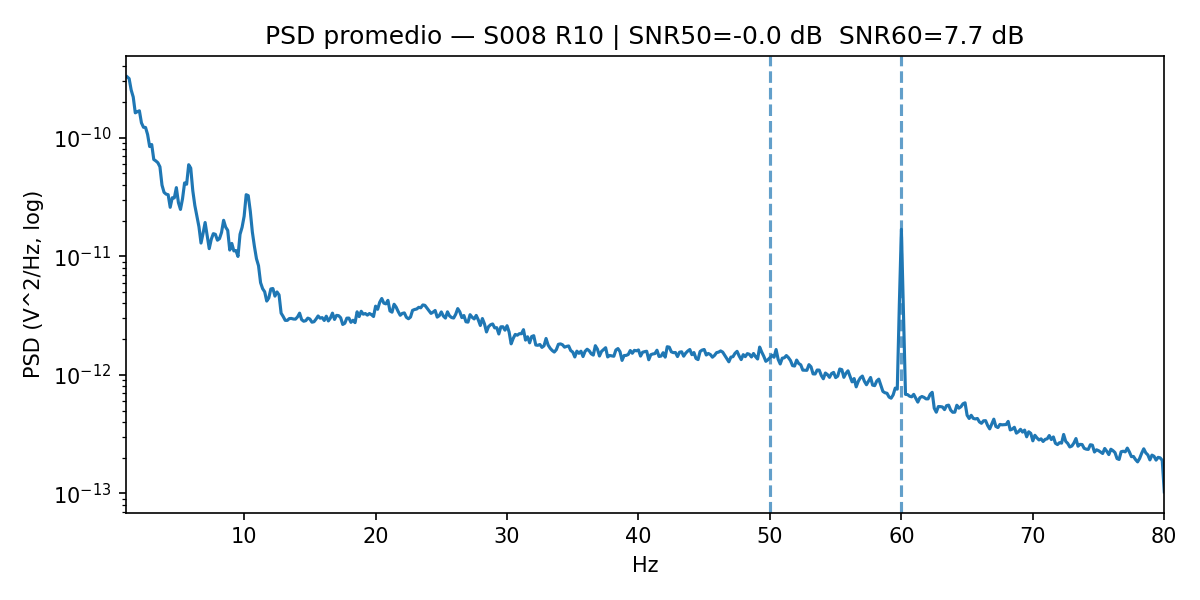 PSD promedio — S008 R10 | SNR50=-0.0 dB  SNR60=7.7 dB
PSD (V^2/Hz, log)
10⁻¹⁰
10⁻¹¹
10⁻¹²
10⁻¹³
10 20 30 40 50 60 70 80
Hz